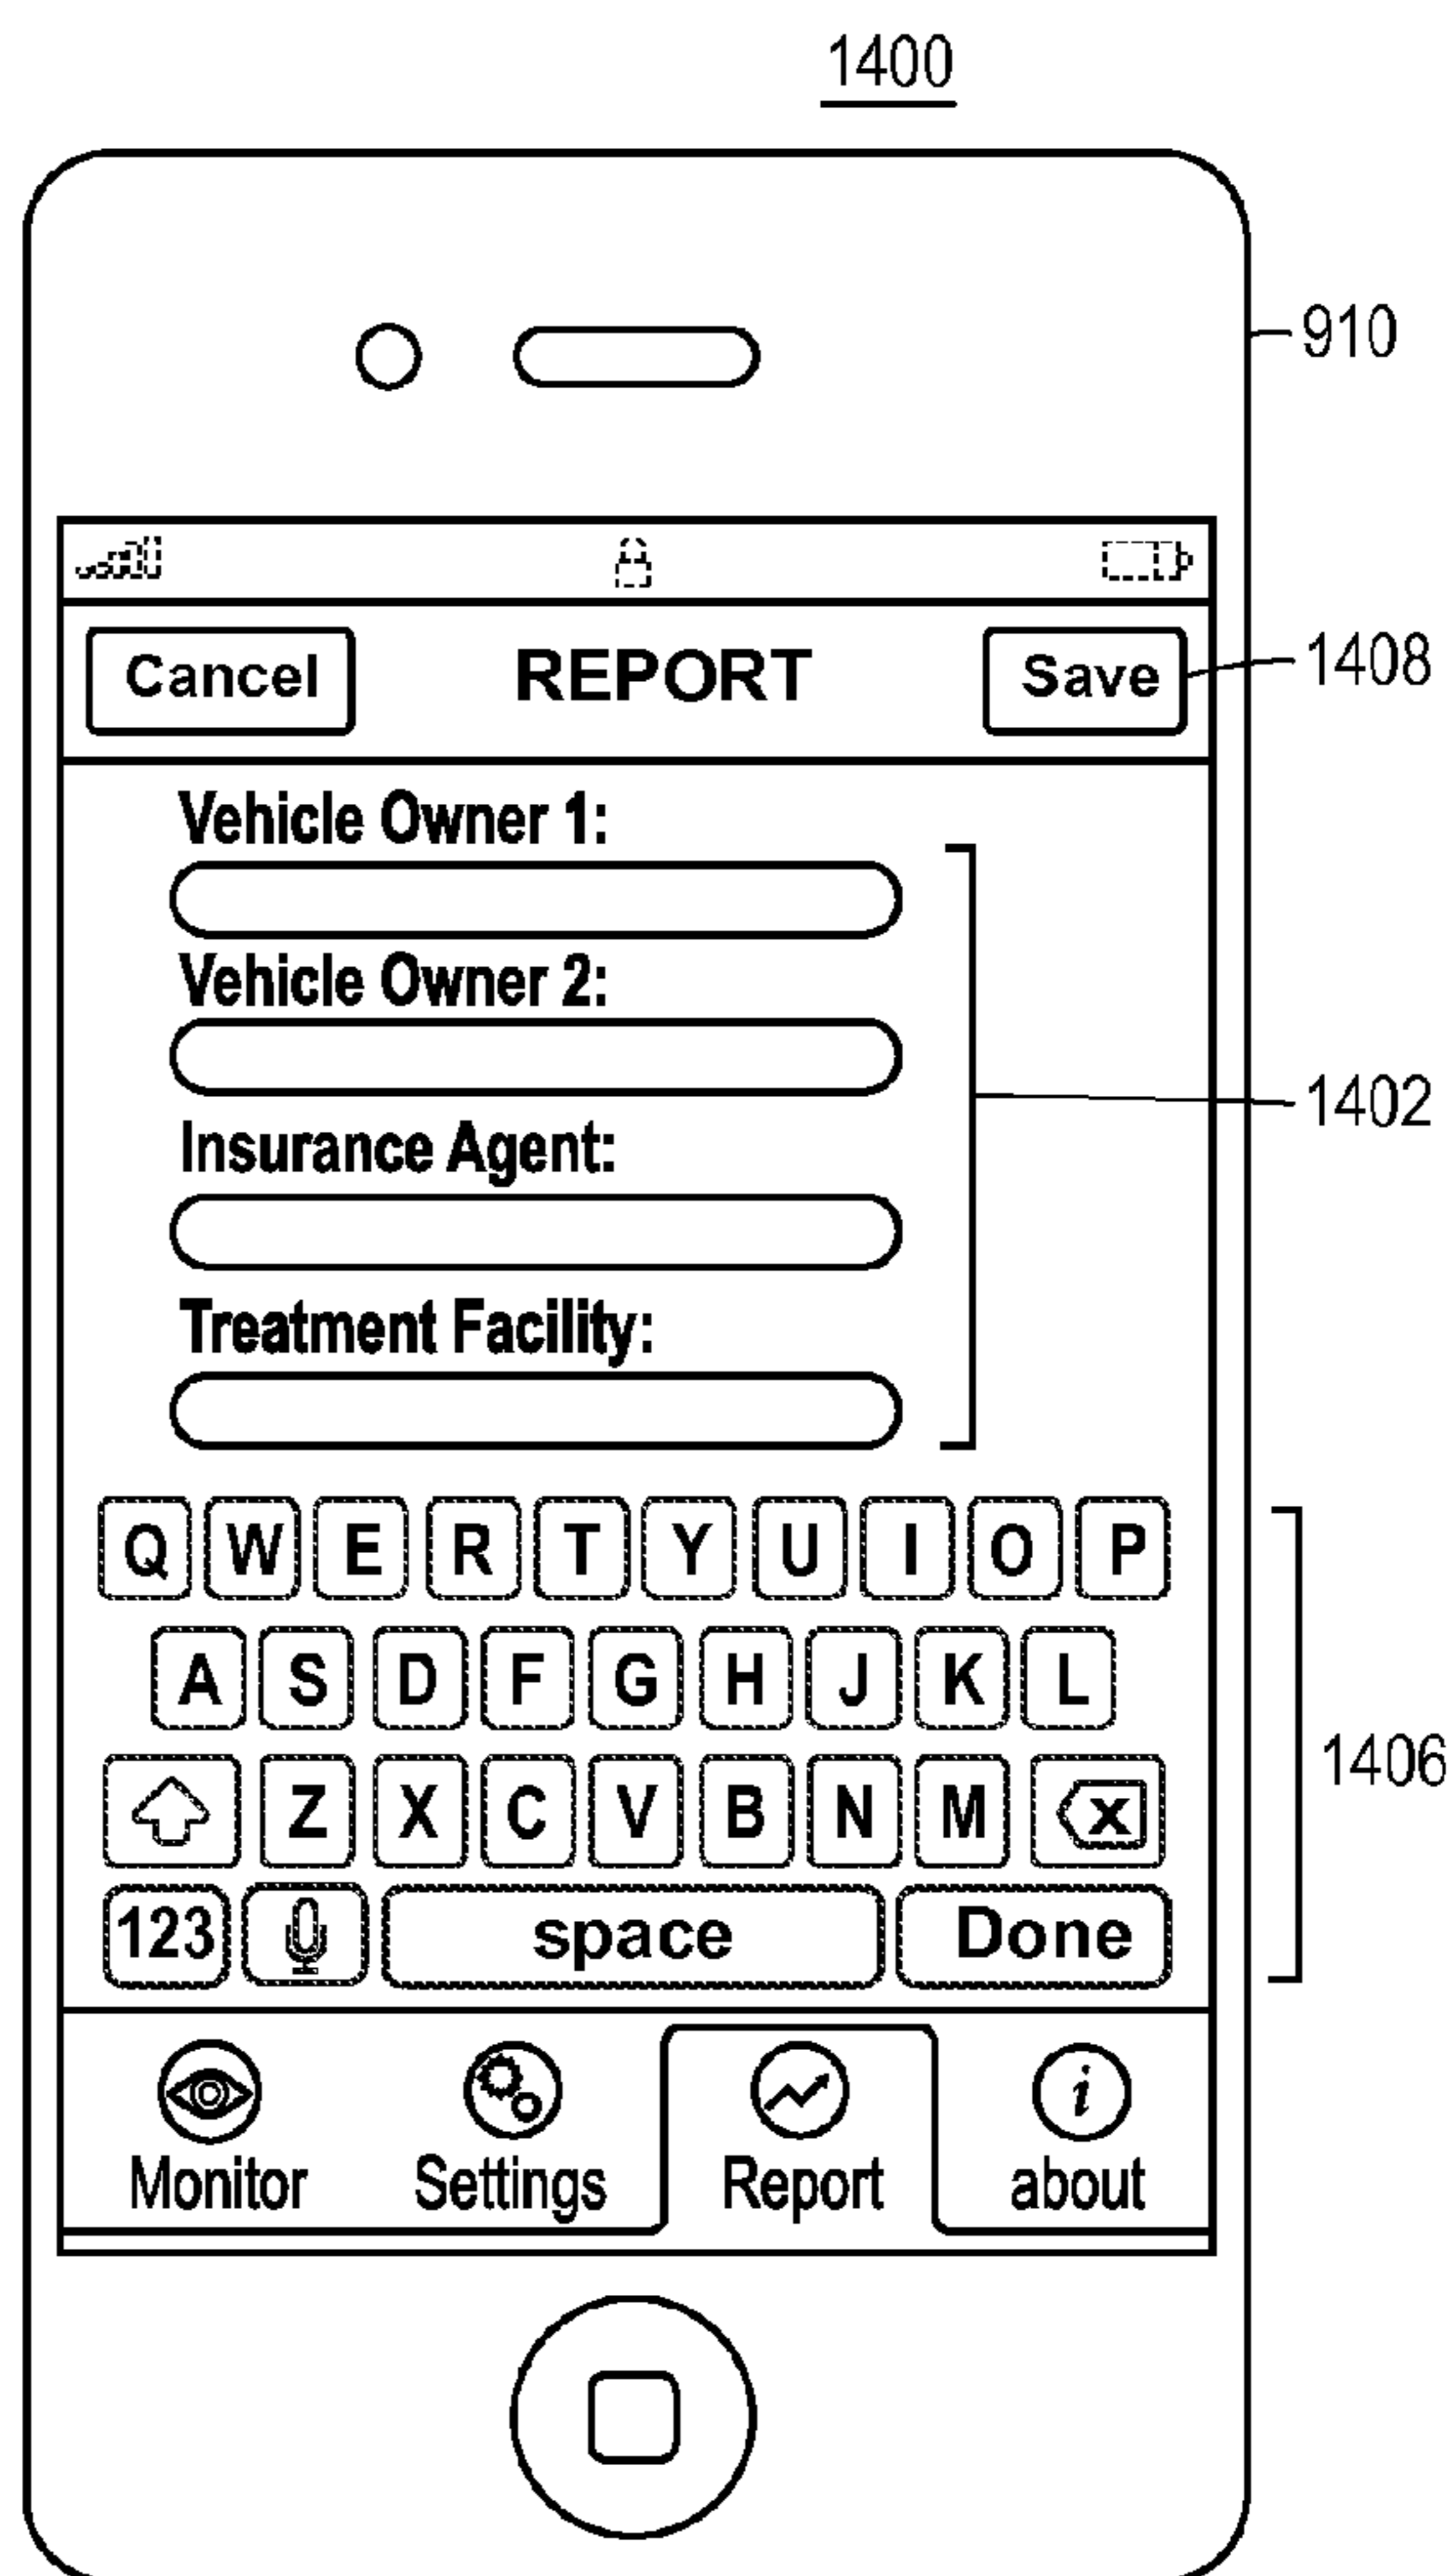 1400
910
Cancel REPORT Save 1408
Vehicle Owner 1:
Vehicle Owner 2:
1402
Insurance Agent:
Treatment Facility:
Q W E R T Y U I O P
A S D F G H J K L
1406
Z X C V B N M X
123 space Done
Monitor Settings Report about